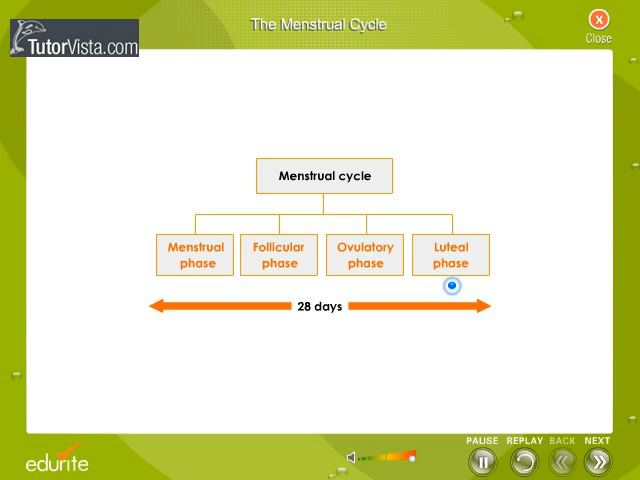 The Menstrual Cycle
X
Close
TutorVista.com
Menstrual cycle
Menstrual phase
Follicular phase
Ovulatory phase
Luteal phase
28 days
PAUSE REPLAY BACK NEXT
edurite